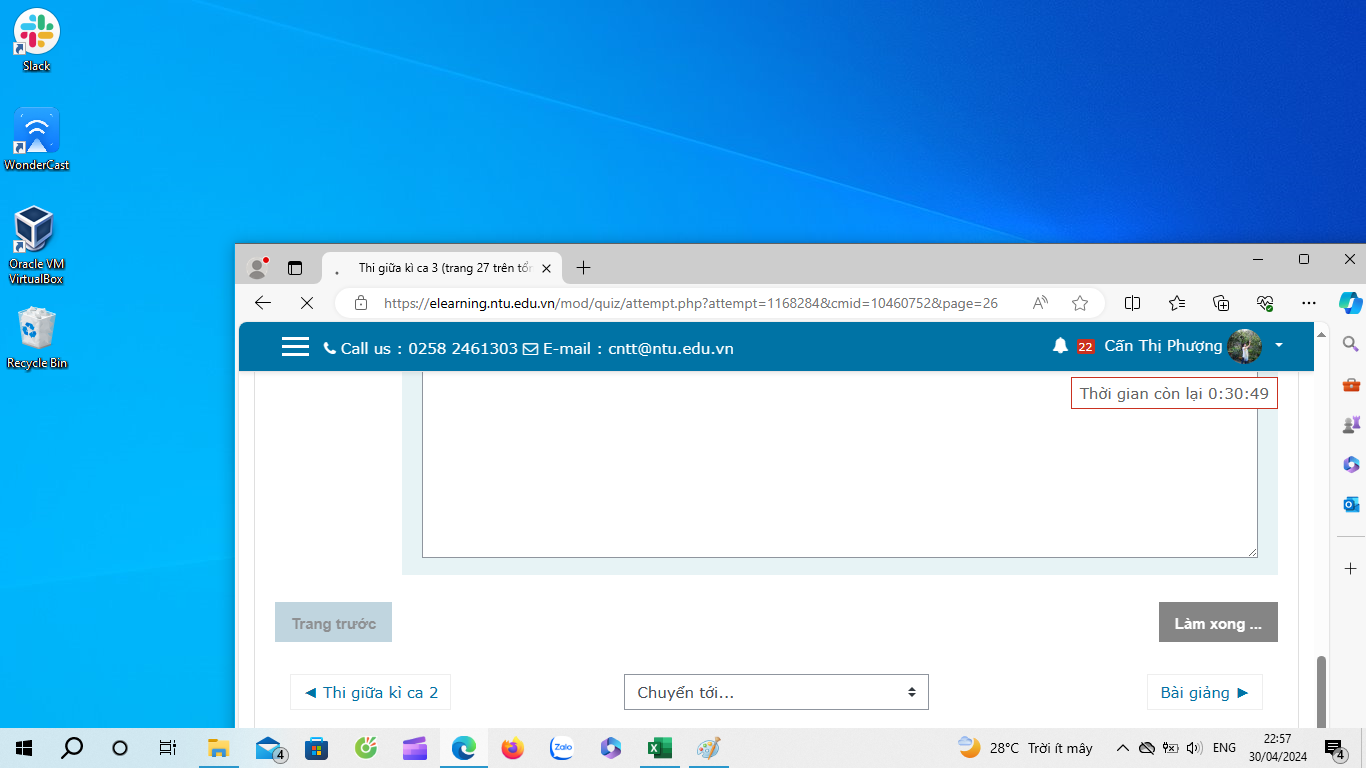 Slack
WonderCast
Oracle VM
VirtualBox
Recycle Bin
Thi giữa kì ca 3 (trang 27 trên tổn
https://elearning.ntu.edu.vn/mod/quiz/attempt.php?attempt=1168284&cmid=10460752&page=26
Call us : 0258 2461303 E-mail : cntt@ntu.edu.vn
22 Cấn Thị Phượng
Thời gian còn lại 0:30:49
Trang trước
Làm xong ...
◄ Thi giữa kì ca 2
Chuyển tới...
Bài giảng ►
4
Zalo
28°C Trời ít mây
ENG
22:57
30/04/2024
4